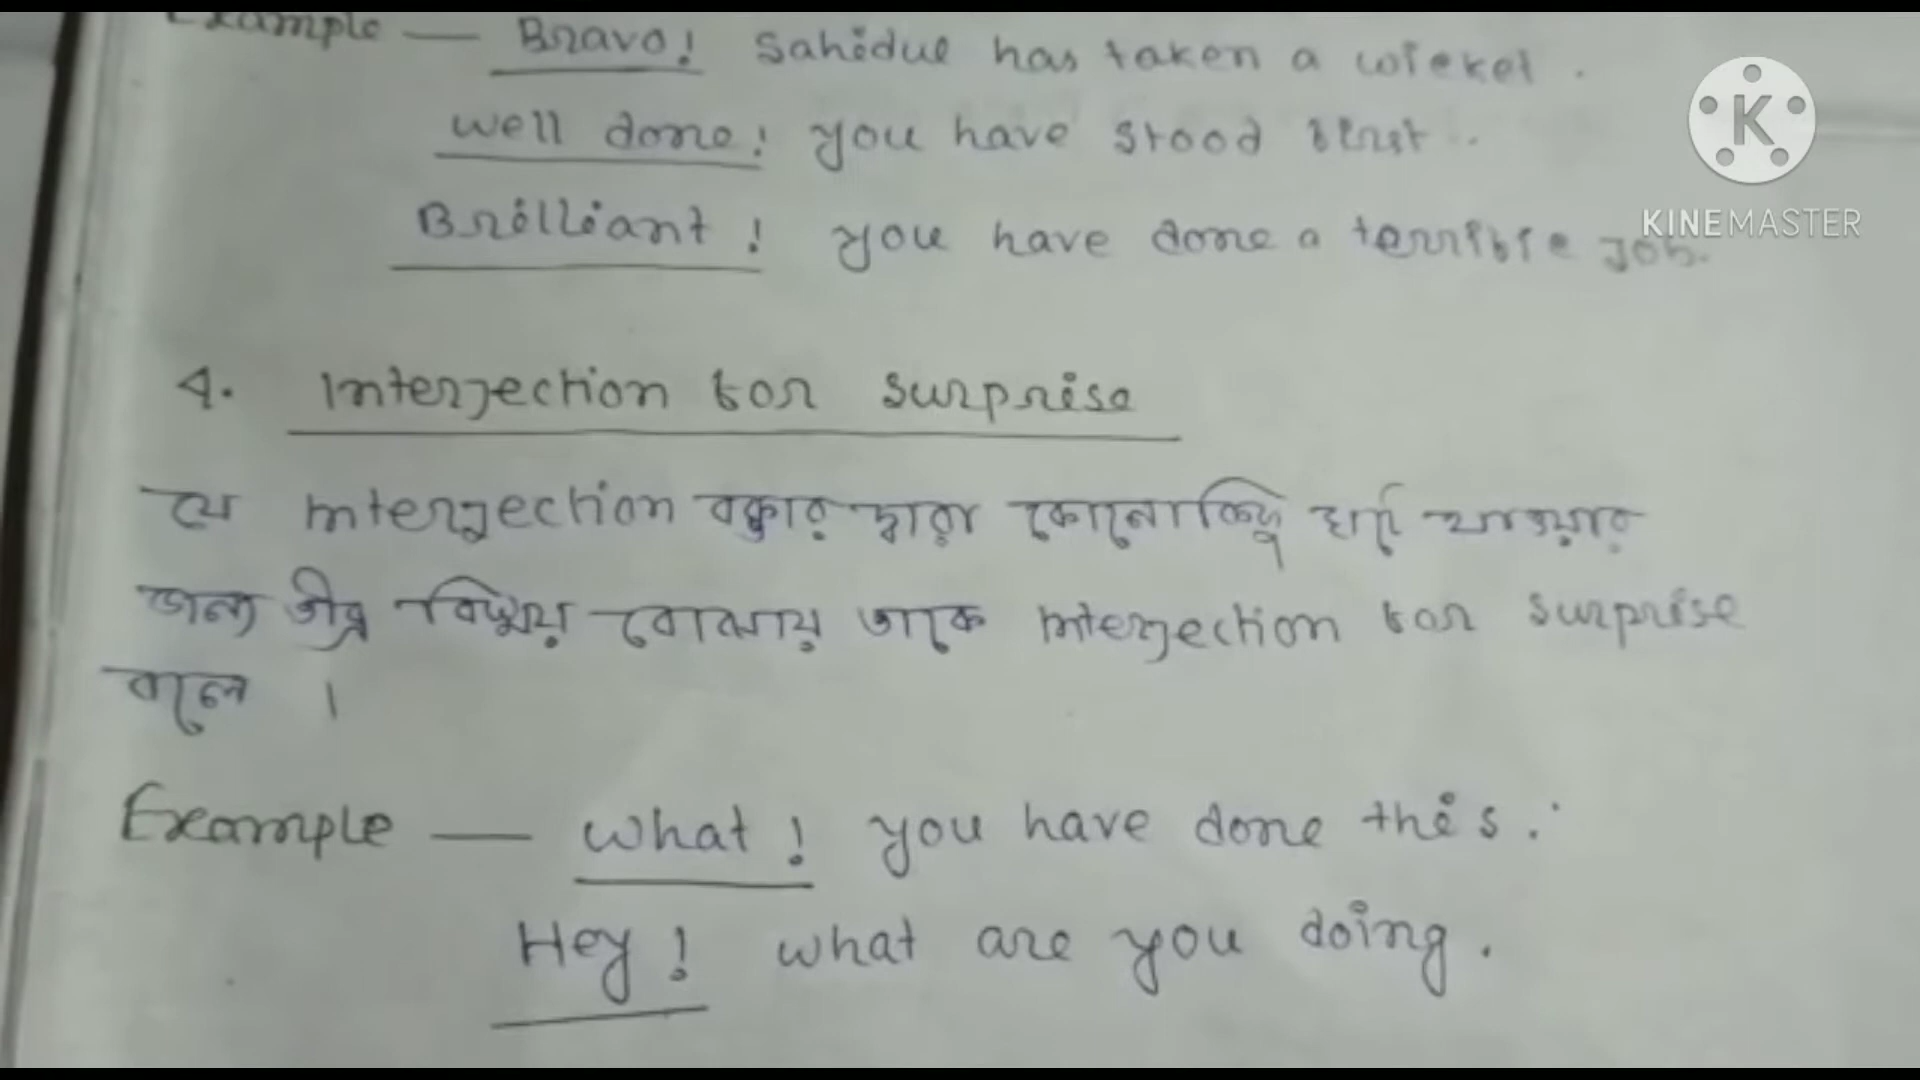 Example — Bravo! Sahidul has taken a wicket.
Well done! you have stood first.
Brilliant! you have done a terrible job.
K
KINEMASTER
4. Interjection for surprise
যে Interjection বক্তার দ্বারা কোনোকিছু ঘটে যাওয়ার
জন্য তীব্র বিস্ময় বোঝায় তাকে Interjection for surprise
বলে ।
Example — What! you have done this.
Hey! what are you doing.